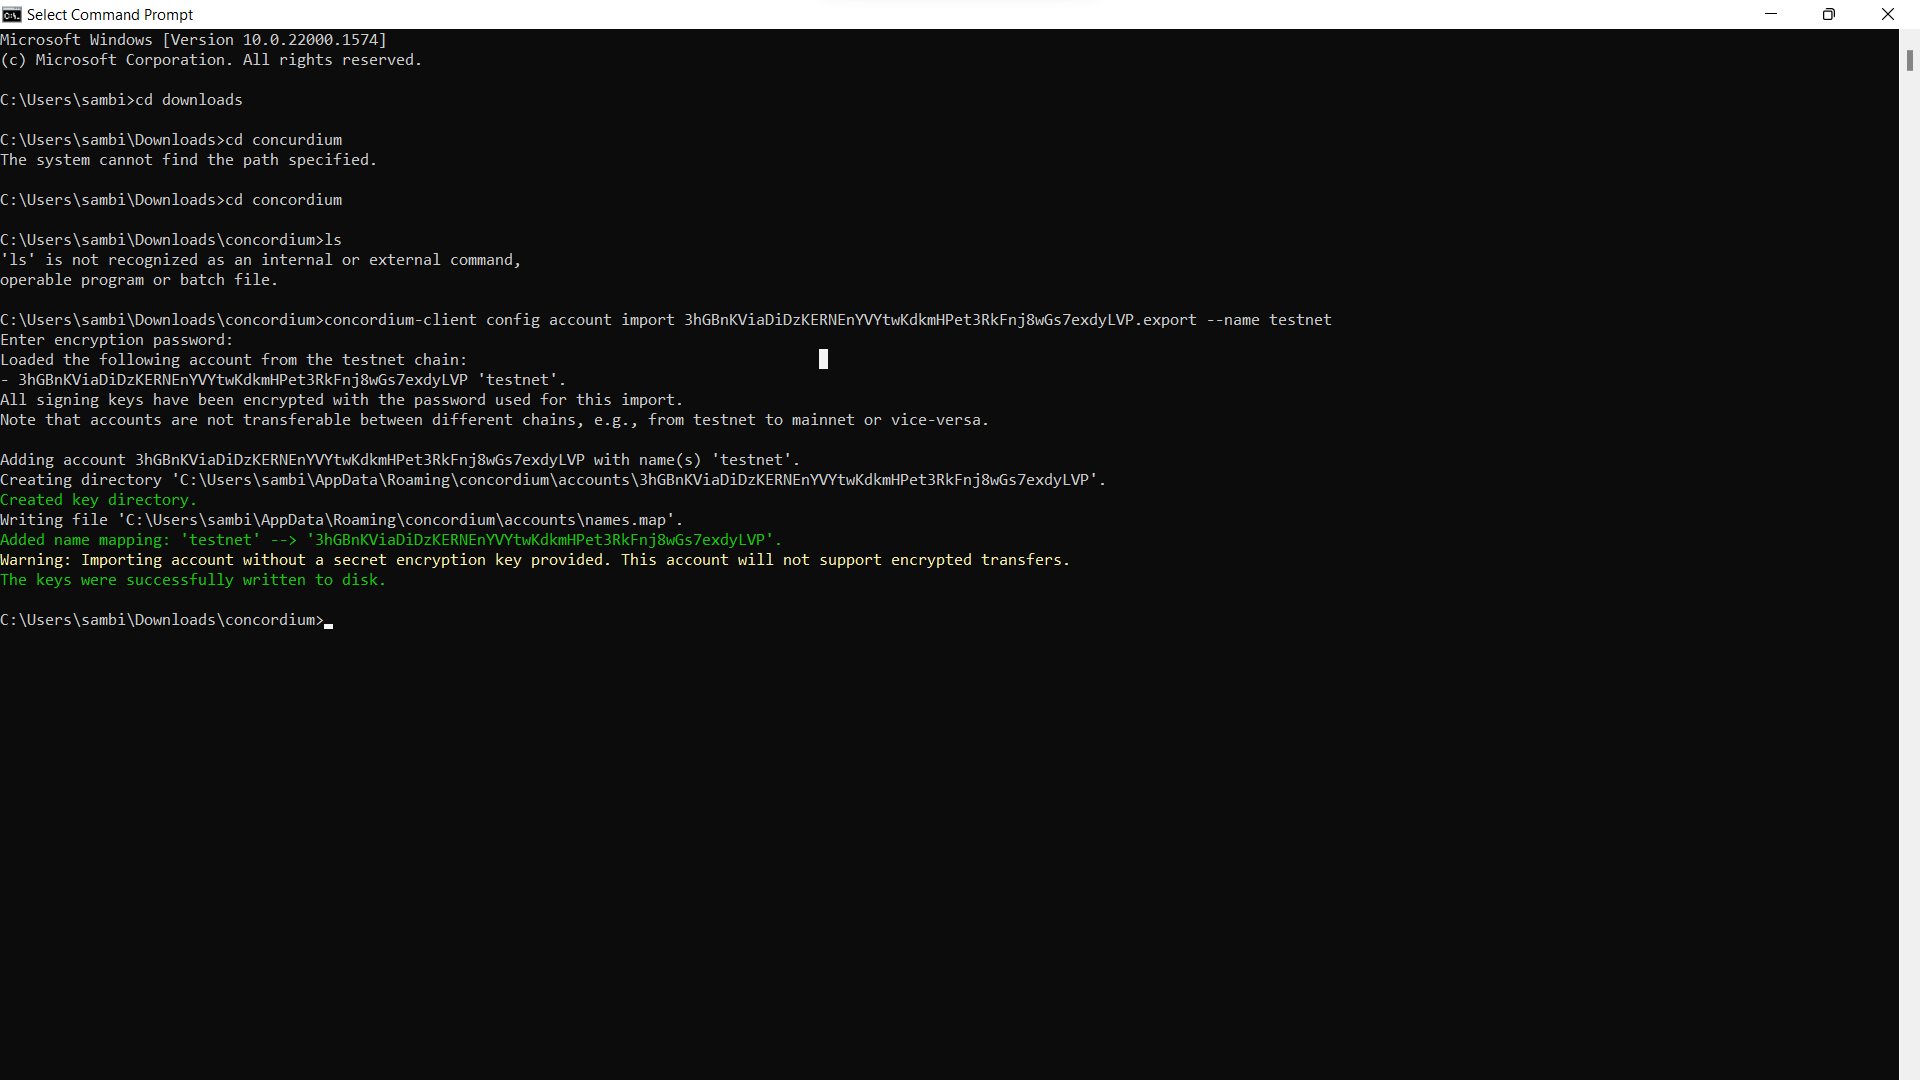 Select Command Prompt
Microsoft Windows [Version 10.0.22000.1574]
(c) Microsoft Corporation. All rights reserved.
C:\Users\sambi>cd downloads
C:\Users\sambi\Downloads>cd concurdium
The system cannot find the path specified.
C:\Users\sambi\Downloads>cd concordium
C:\Users\sambi\Downloads\concordium>ls
'ls' is not recognized as an internal or external command,
operable program or batch file.
C:\Users\sambi\Downloads\concordium>concordium-client config account import 3hGBnKViaDiDzKERNEnYVYtwKdkmHPet3RkFnj8wGs7exdyLVP.export --name testnet
Enter encryption password:
Loaded the following account from the testnet chain:
- 3hGBnKViaDiDzKERNEnYVYtwKdkmHPet3RkFnj8wGs7exdyLVP 'testnet'.
All signing keys have been encrypted with the password used for this import.
Note that accounts are not transferable between different chains, e.g., from testnet to mainnet or vice-versa.
Adding account 3hGBnKViaDiDzKERNEnYVYtwKdkmHPet3RkFnj8wGs7exdyLVP with name(s) 'testnet'.
Creating directory 'C:\Users\sambi\AppData\Roaming\concordium\accounts\3hGBnKViaDiDzKERNEnYVYtwKdkmHPet3RkFnj8wGs7exdyLVP'.
Created key directory.
Writing file 'C:\Users\sambi\AppData\Roaming\concordium\accounts\names.map'.
Added name mapping: 'testnet' --> '3hGBnKViaDiDzKERNEnYVYtwKdkmHPet3RkFnj8wGs7exdyLVP'.
Warning: Importing account without a secret encryption key provided. This account will not support encrypted transfers.
The keys were successfully written to disk.
C:\Users\sambi\Downloads\concordium>